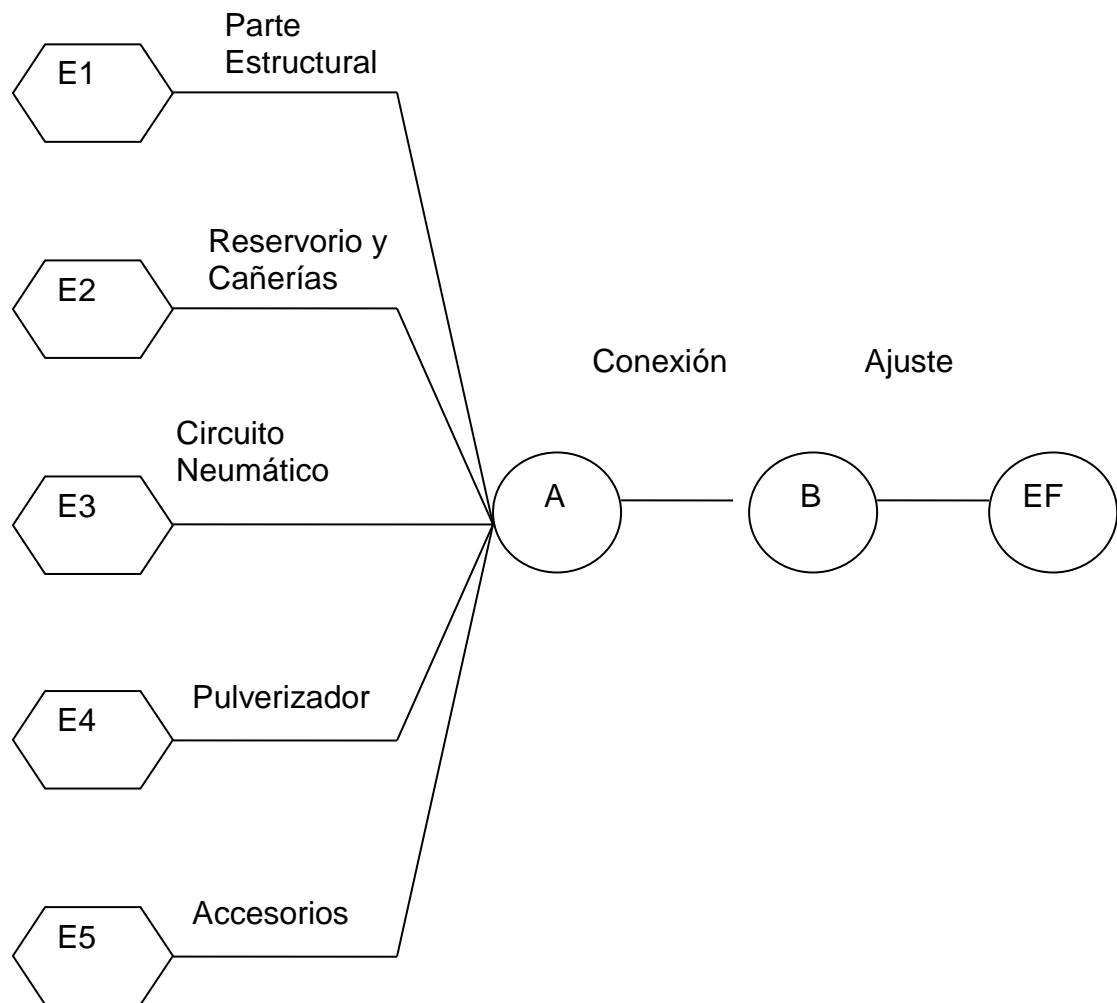 Parte
Estructural
E1
Reservorio y
Cañerías
E2
Conexión
Ajuste
Circuito
Neumático
E3
A
B
EF
Pulverizador
E4
Accesorios
E5